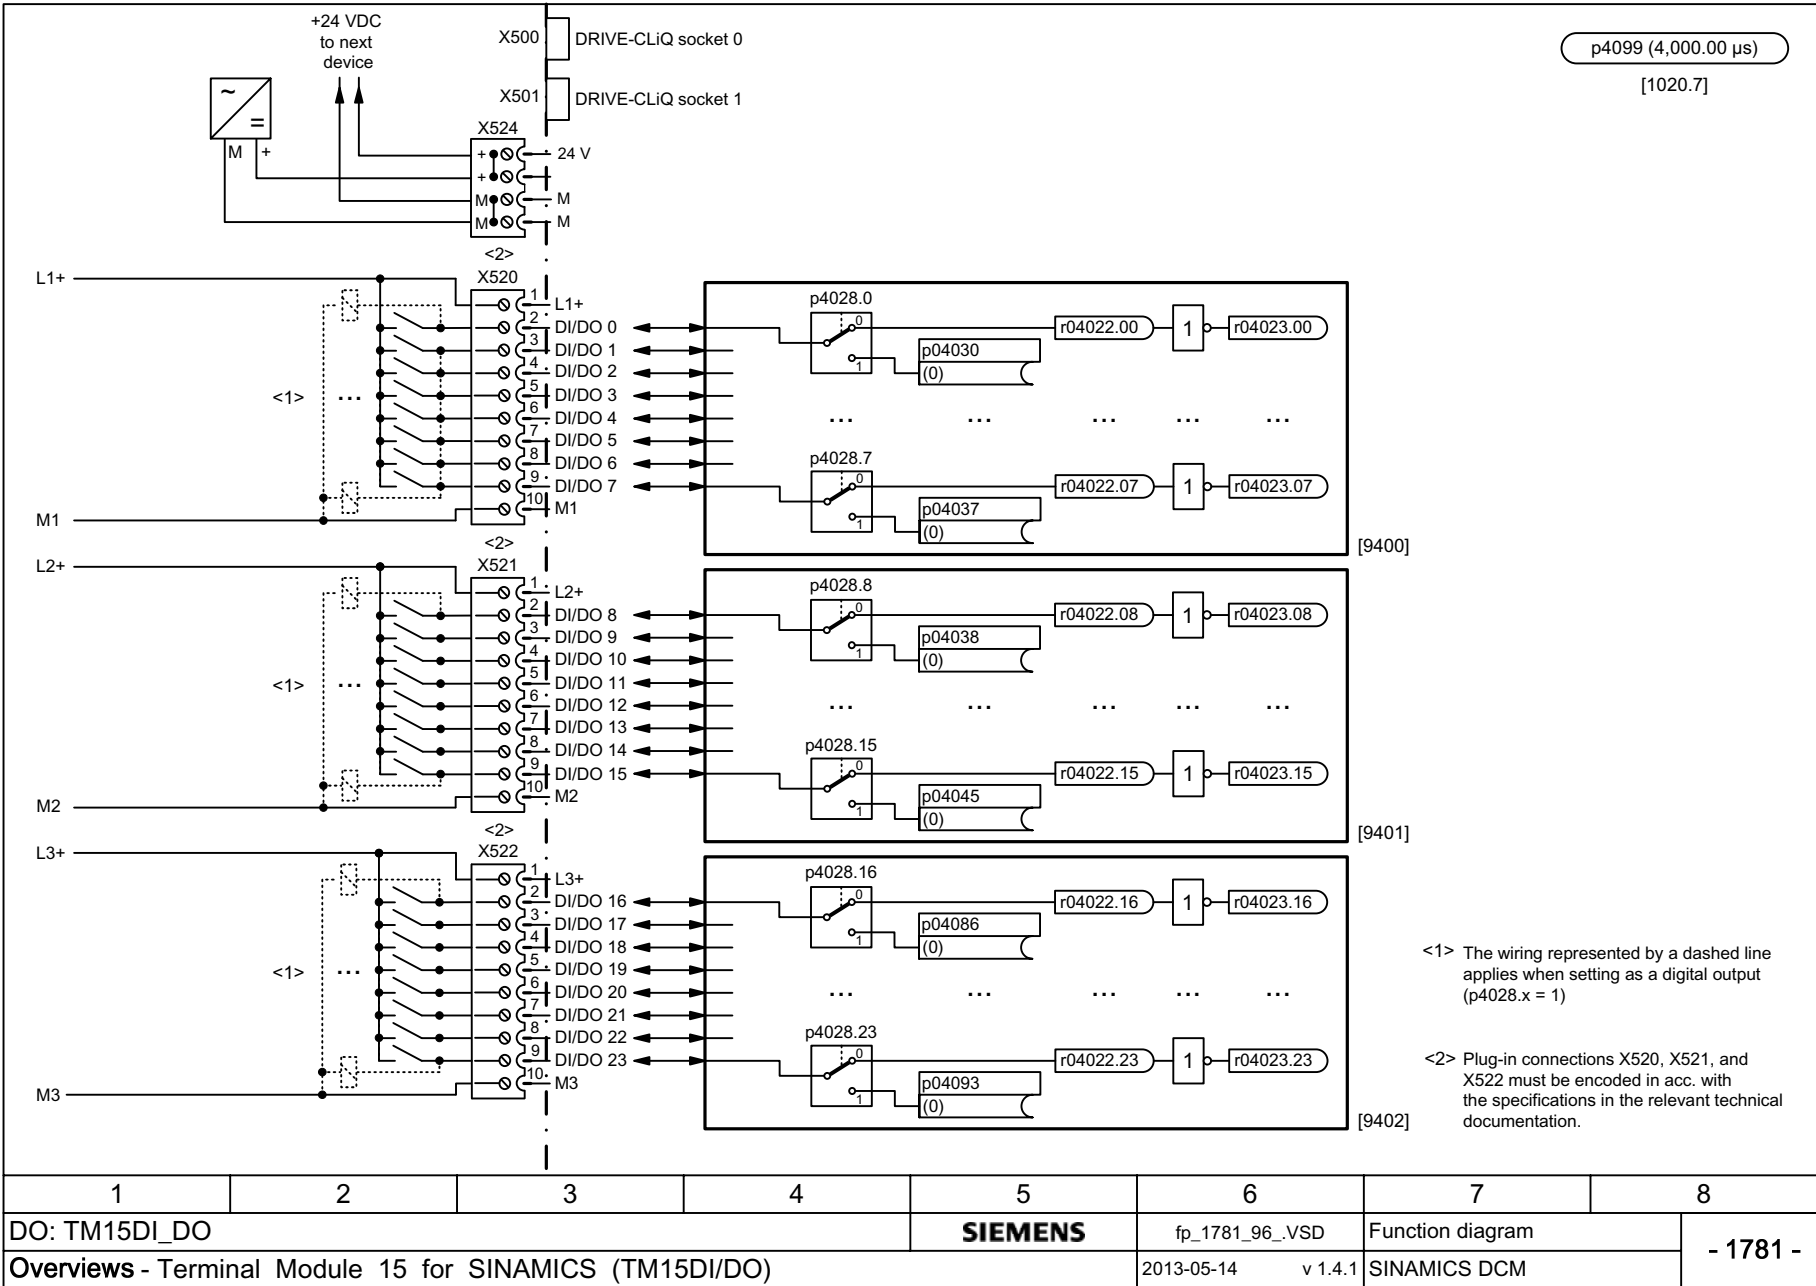 +24 VDC
to next
device
X500 DRIVE-CLiQ socket 0
X501 DRIVE-CLiQ socket 1
p4099 (4,000.00 µs)
[1020.7]
~
=
M +
X524
+ 24 V
+
M M
M M
<2>
X520
L1+
1 L1+
2 DI/DO 0
3 DI/DO 1
4 DI/DO 2
5 DI/DO 3
6 DI/DO 4
7 DI/DO 5
8 DI/DO 6
9 DI/DO 7
10 M1
<1> ...
M1
p4028.0
0
1
p04030
(0)
r04022.00 1 r04023.00
... ... ... ... ...
p4028.7
0
1
p04037
(0)
r04022.07 1 r04023.07
[9400]
<2>
X521
L2+
1 L2+
2 DI/DO 8
3 DI/DO 9
4 DI/DO 10
5 DI/DO 11
6 DI/DO 12
7 DI/DO 13
8 DI/DO 14
9 DI/DO 15
10 M2
<1> ...
M2
p4028.8
0
1
p04038
(0)
r04022.08 1 r04023.08
... ... ... ... ...
p4028.15
0
1
p04045
(0)
r04022.15 1 r04023.15
[9401]
<2>
X522
L3+
1 L3+
2 DI/DO 16
3 DI/DO 17
4 DI/DO 18
5 DI/DO 19
6 DI/DO 20
7 DI/DO 21
8 DI/DO 22
9 DI/DO 23
10 M3
<1> ...
M3
p4028.16
0
1
p04086
(0)
r04022.16 1 r04023.16
... ... ... ... ...
p4028.23
0
1
p04093
(0)
r04022.23 1 r04023.23
[9402]
<1> The wiring represented by a dashed line
applies when setting as a digital output
(p4028.x = 1)
<2> Plug-in connections X520, X521, and
X522 must be encoded in acc. with
the specifications in the relevant technical
documentation.
1 2 3 4 5 6 7 8
DO: TM15DI_DO SIEMENS fp_1781_96_.VSD Function diagram
- 1781 -
Overviews - Terminal Module 15 for SINAMICS (TM15DI/DO) 2013-05-14 v 1.4.1 SINAMICS DCM